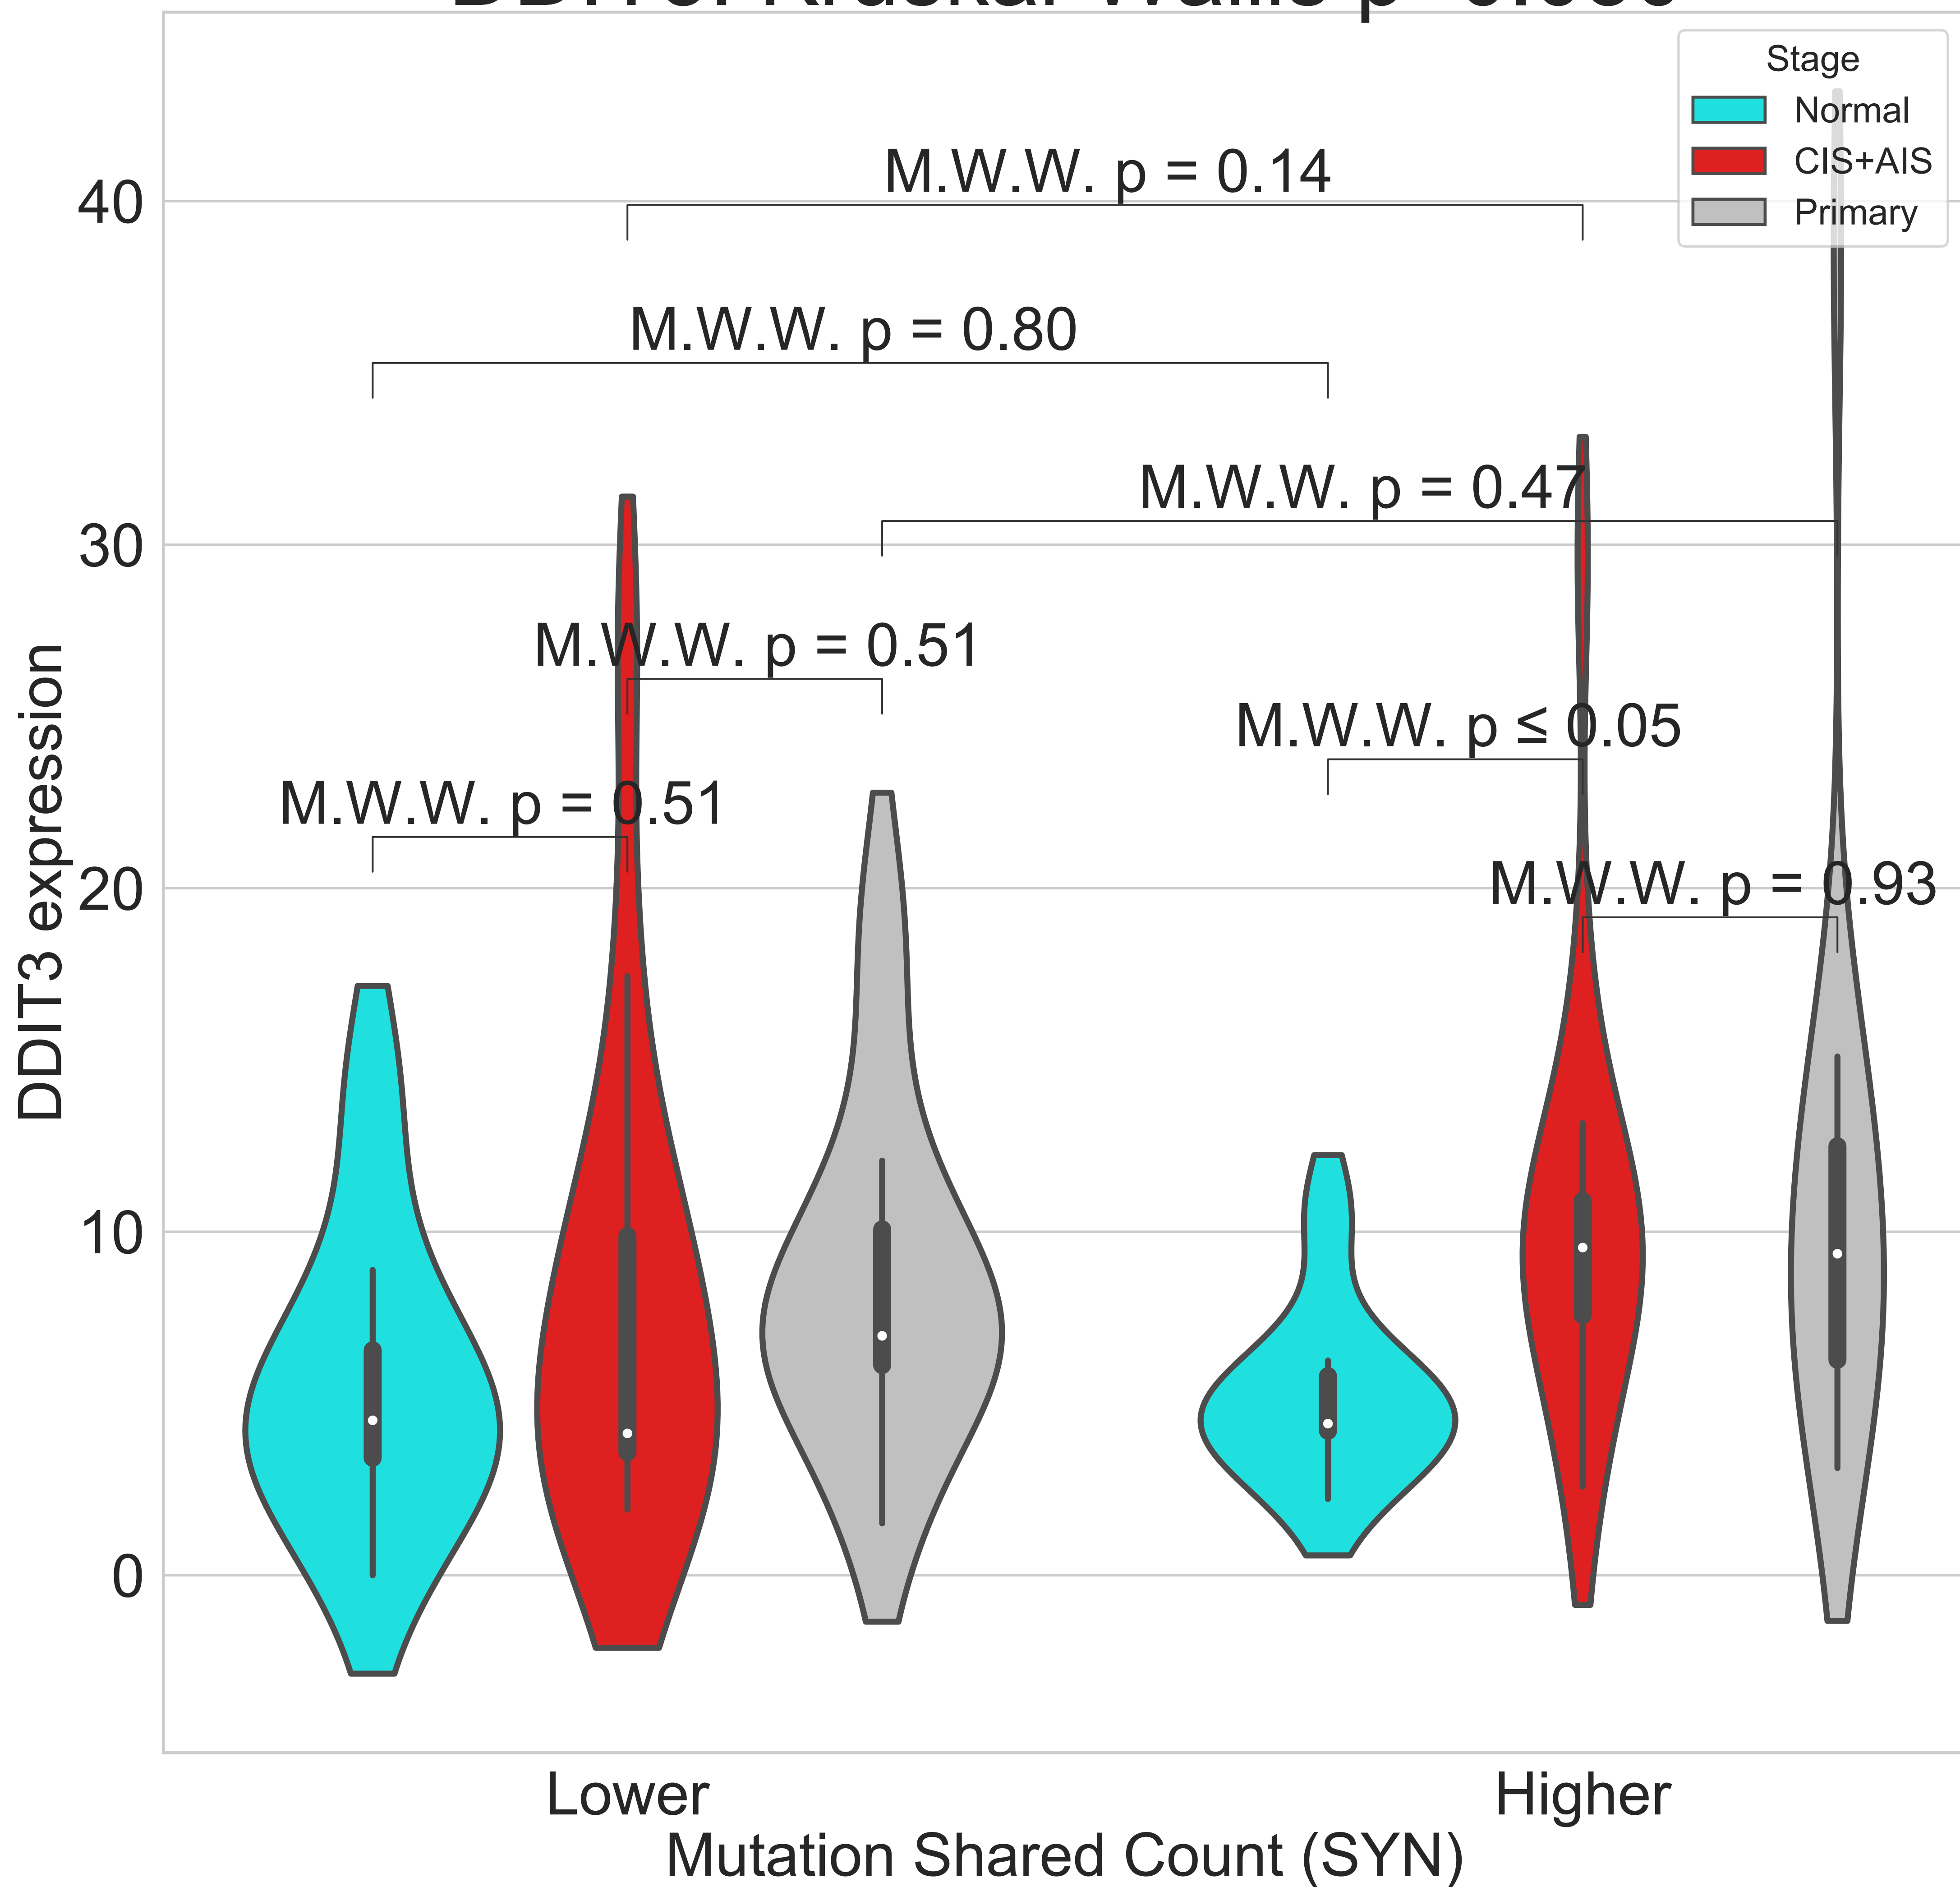 Stage
Normal
CIS+AIS
Primary
M.W.W. p = 0.14
40
M.W.W. p = 0.80
M.W.W. p = 0.47
30
M.W.W. p = 0.51
M.W.W. p ≤ 0.05
M.W.W. p = 0.51
M.W.W. p = 0.93
20
DDIT3 expression
10
0
Lower
Higher
Mutation Shared Count (SYN)